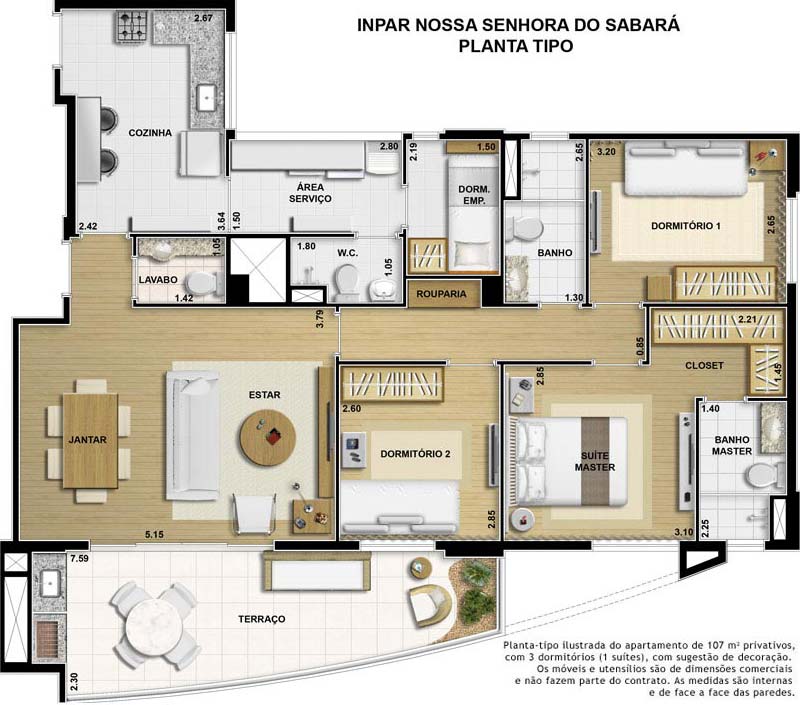 INPAR NOSSA SENHORA DO SABARÁ
PLANTA TIPO
2.67
COZINHA
2.42
3.64
1.50
2.80
ÁREA
SERVIÇO
2.19
1.50
DORM.
EMP.
2.65
3.20
DORMITÓRIO 1
2.65
LAVABO
1.05
1.42
1.80
W.C.
1.05
BANHO
1.30
ROUPARIA
3.79
ESTAR
JANTAR
5.15
2.60
DORMITÓRIO 2
2.85
0.85
2.21
CLOSET
1.45
2.85
SUÍTE
MASTER
3.10
1.40
BANHO
MASTER
2.25
7.59
TERRAÇO
2.30
Planta-tipo ilustrada do apartamento de 107 m² privativos,
com 3 dormitórios (1 suítes), com sugestão de decoração.
Os móveis e utensílios são de dimensões comerciais
e não fazem parte do contrato. As medidas são internas
e de face a face das paredes.